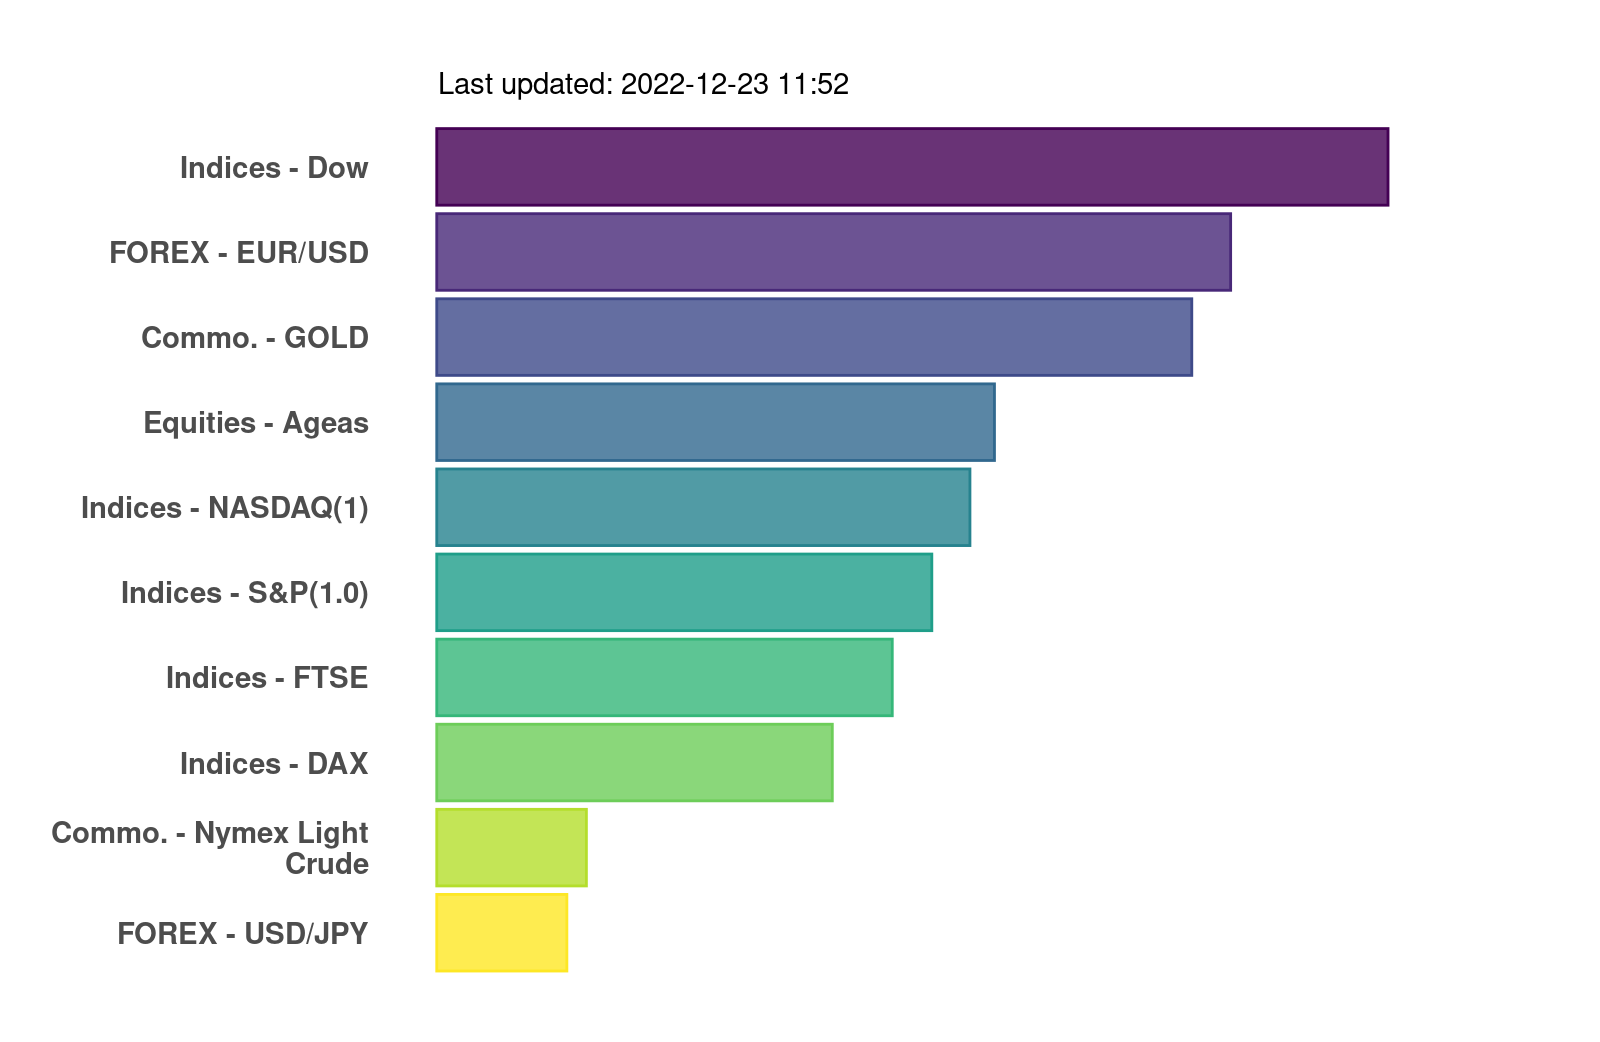 Last updated: 2022-12-23 11:52
Indices - Dow
FOREX - EUR/USD
Commo. - GOLD
Equities - Ageas
Indices - NASDAQ(1)
Indices - S&P(1.0)
Indices - FTSE
Indices - DAX
Commo. - Nymex Light
Crude
FOREX - USD/JPY